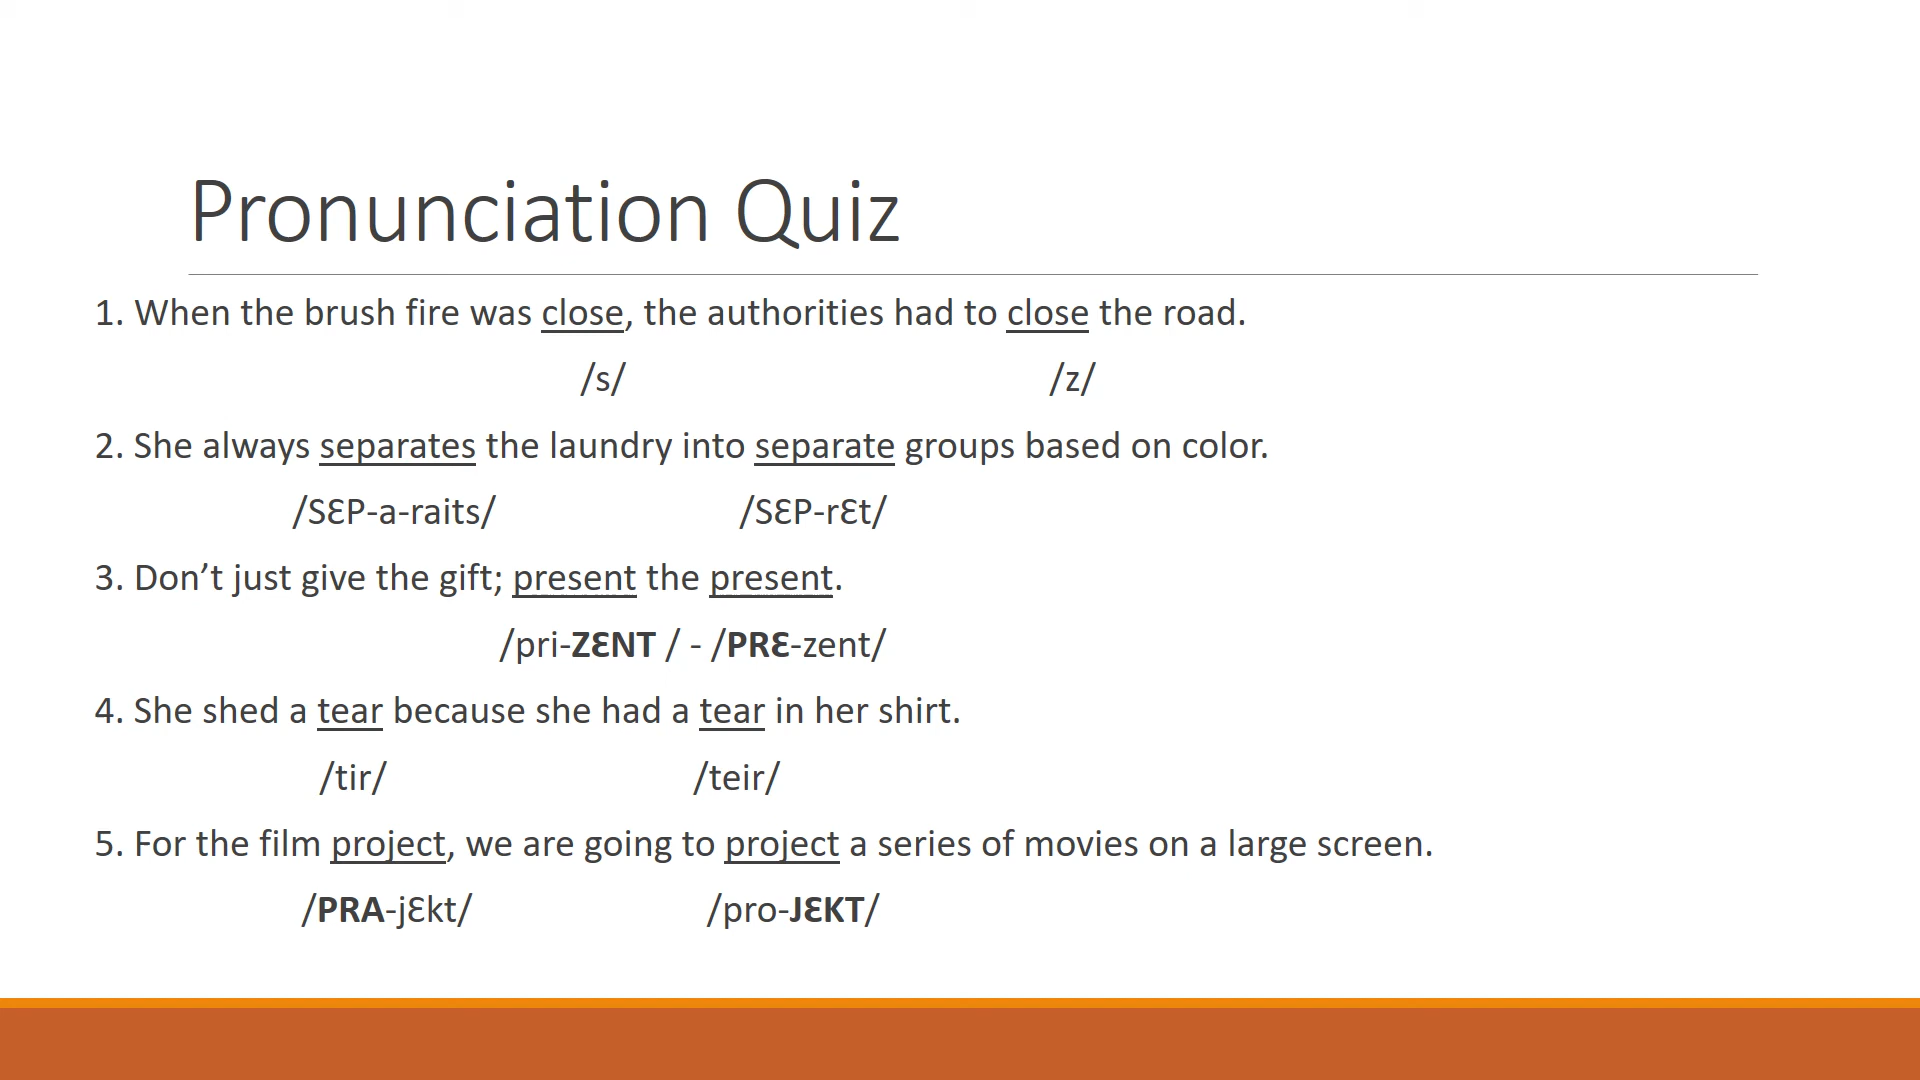 Pronunciation Quiz
1. When the brush fire was close, the authorities had to close the road.
/s/ /z/
2. She always separates the laundry into separate groups based on color.
/SƐP-a-raits/ /SƐP-rƐt/
3. Don’t just give the gift; present the present.
/pri-ZƐNT / - /PRƐ-zent/
4. She shed a tear because she had a tear in her shirt.
/tir/ /teir/
5. For the film project, we are going to project a series of movies on a large screen.
/PRA-jƐkt/ /pro-JƐKT/